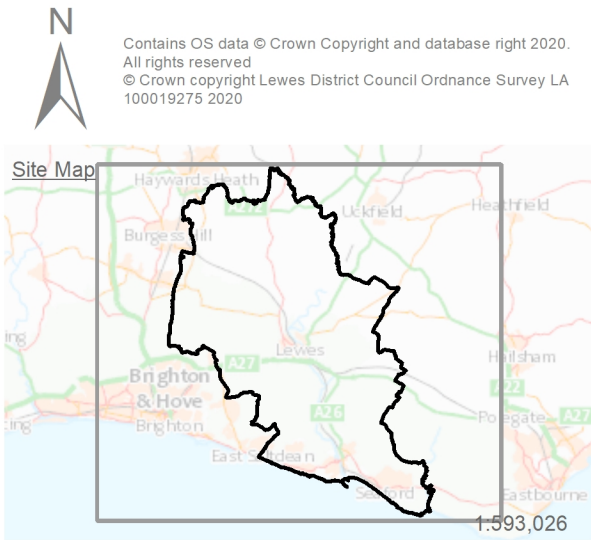 N
Contains OS data © Crown Copyright and database right 2020.
All rights reserved
© Crown copyright Lewes District Council Ordnance Survey LA
100019275 2020
Site Map
Haywards Heath
Uckfield
Heathfield
Burgess Hill
Lewes
Hailsham
A27
A22
Brighton
& Hove
A26
Polegate
A27
Brighton
East Saltdean
Seaford
Eastbourne
1:593,026